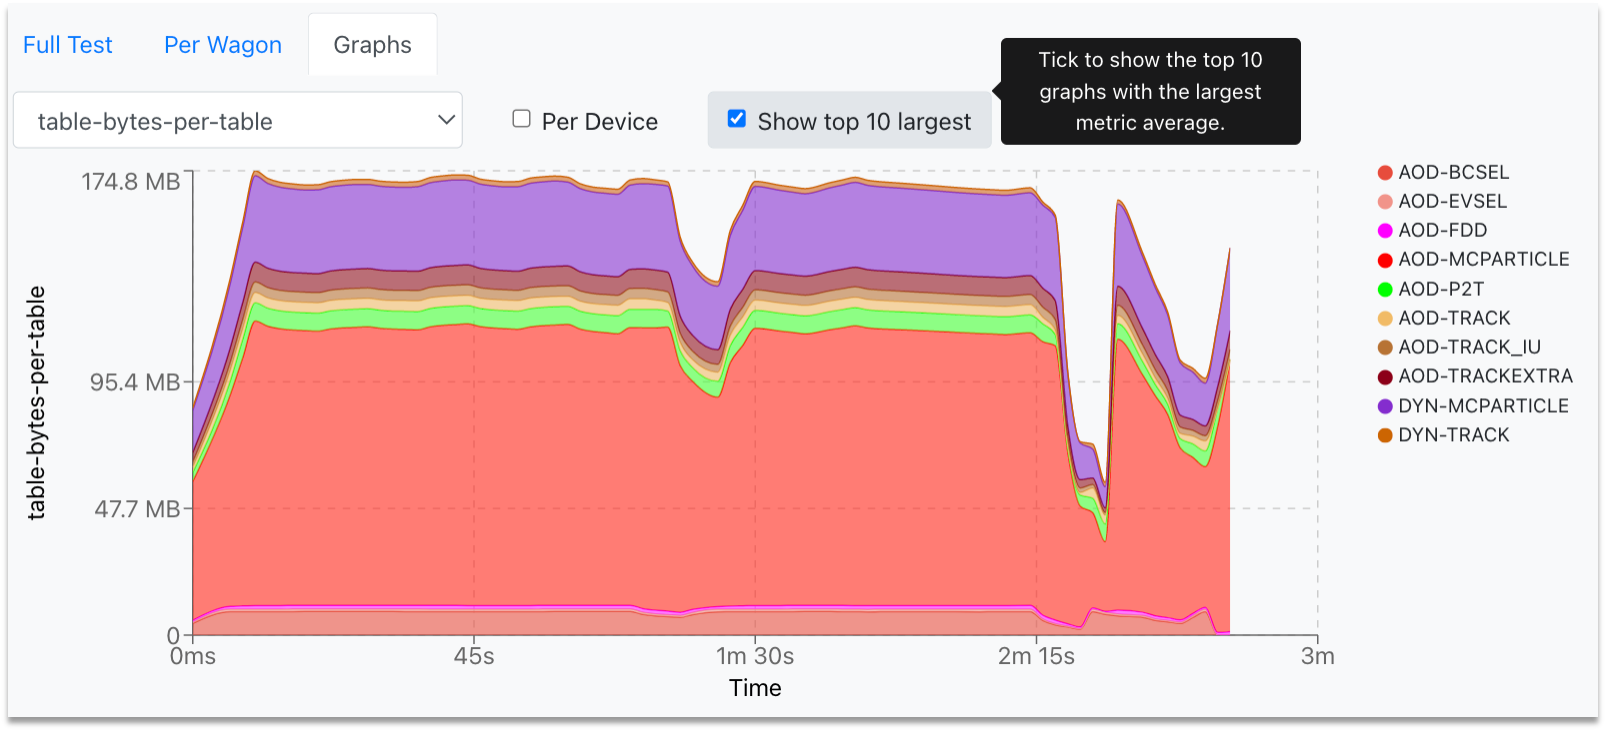 Full Test
Per Wagon
Graphs
Tick to show the top 10
graphs with the largest
metric average.
table-bytes-per-table
Per Device
Show top 10 largest
174.8 MB
95.4 MB
47.7 MB
0
table-bytes-per-table
0ms
45s
1m 30s
2m 15s
3m
Time
AOD-BCSEL
AOD-EVSEL
AOD-FDD
AOD-MCPARTICLE
AOD-P2T
AOD-TRACK
AOD-TRACK_IU
AOD-TRACKEXTRA
DYN-MCPARTICLE
DYN-TRACK